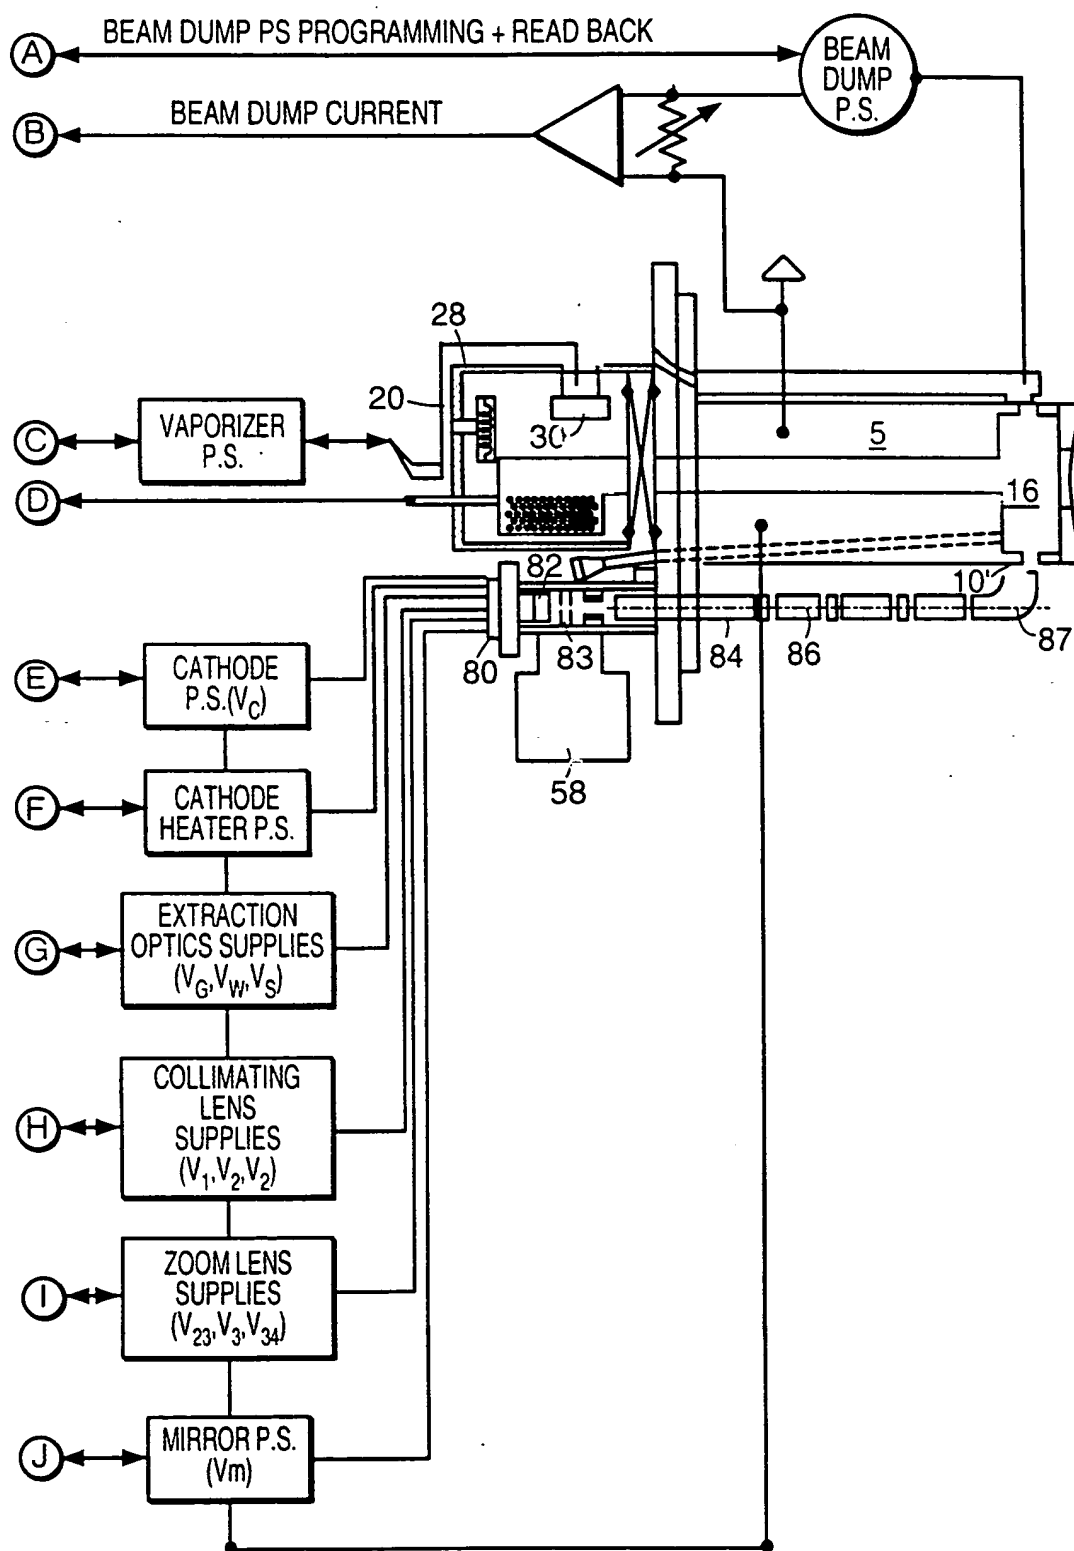 A
BEAM DUMP PS PROGRAMMING + READ BACK
BEAM
DUMP
P.S.
B
BEAM DUMP CURRENT
28
20
30
5
C
VAPORIZER
P.S.
D
16
82
10'
80
83
84
86
87
58
E
CATHODE
P.S.(VC)
F
CATHODE
HEATER P.S.
G
EXTRACTION
OPTICS SUPPLIES
(VG,VW,VS)
H
COLLIMATING
LENS
SUPPLIES
(V1,V2,V2)
I
ZOOM LENS
SUPPLIES
(V23,V3,V34)
J
MIRROR P.S.
(Vm)